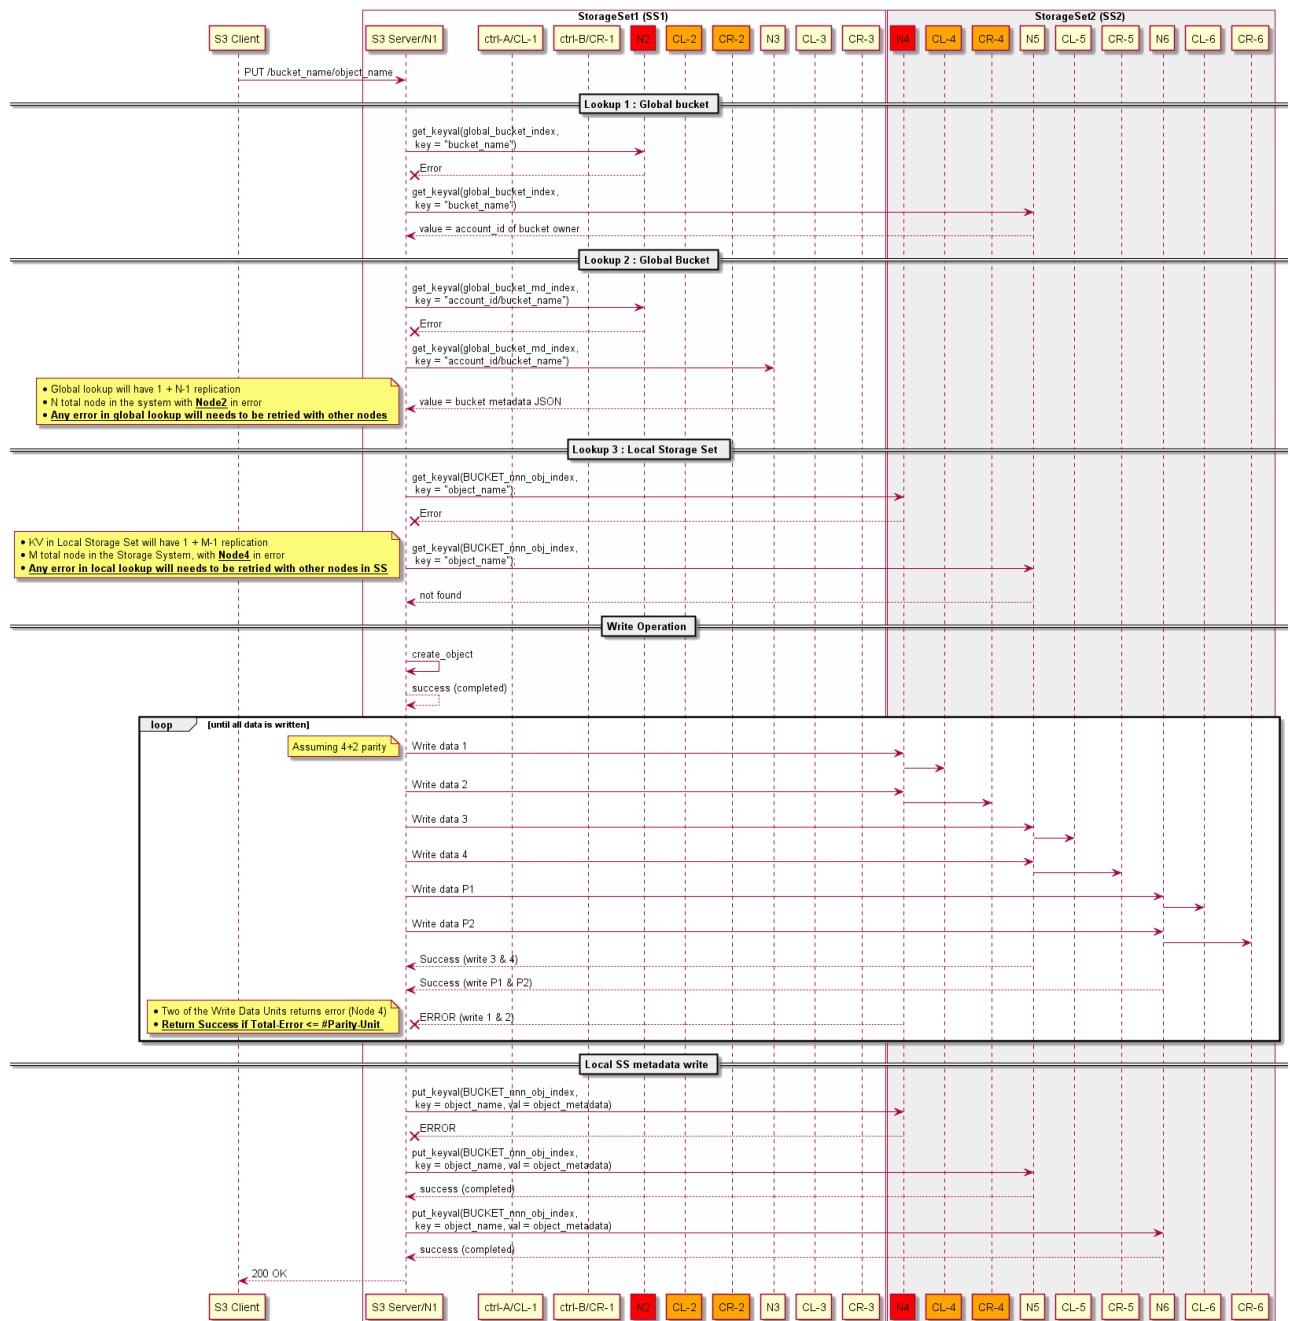 StorageSet1 (SS1)
StorageSet2 (SS2)
S3 Client
S3 Server/N1
ctrl-A/CL-1
ctrl-B/CR-1
N2
CL-2
CR-2
N3
CL-3
CR-3
N4
CL-4
CR-4
N5
CL-5
CR-5
N6
CL-6
CR-6
PUT /bucket_name/object_name
Lookup 1 : Global bucket
get_keyval(global_bucket_index,
key = "bucket_name")
Error
get_keyval(global_bucket_index,
key = "bucket_name")
value = account_id of bucket owner
Lookup 2 : Global Bucket
get_keyval(global_bucket_md_index,
key = "account_id/bucket_name")
Error
get_keyval(global_bucket_md_index,
key = "account_id/bucket_name")
• Global lookup will have 1 + N-1 replication
• N total node in the system with Node2 in error
• Any error in global lookup will needs to be retried with other nodes
value = bucket metadata JSON
Lookup 3 : Local Storage Set
get_keyval(BUCKET_nnn_obj_index,
key = "object_name");
Error
• KV in Local Storage Set will have 1 + M-1 replication
• M total node in the Storage System, with Node4 in error
• Any error in local lookup will needs to be retried with other nodes in SS
get_keyval(BUCKET_nnn_obj_index,
key = "object_name");
not found
Write Operation
create_object
success (completed)
loop
[until all data is written]
Assuming 4+2 parity
Write data 1
Write data 2
Write data 3
Write data 4
Write data P1
Write data P2
Success (write 3 & 4)
Success (write P1 & P2)
• Two of the Write Data Units returns error (Node 4)
• Return Success if Total-Error <= #Parity-Unit
ERROR (write 1 & 2)
Local SS metadata write
put_keyval(BUCKET_nnn_obj_index,
key = object_name, val = object_metadata)
ERROR
put_keyval(BUCKET_nnn_obj_index,
key = object_name, val = object_metadata)
success (completed)
put_keyval(BUCKET_nnn_obj_index,
key = object_name, val = object_metadata)
success (completed)
200 OK
S3 Client
S3 Server/N1
ctrl-A/CL-1
ctrl-B/CR-1
N2
CL-2
CR-2
N3
CL-3
CR-3
N4
CL-4
CR-4
N5
CL-5
CR-5
N6
CL-6
CR-6